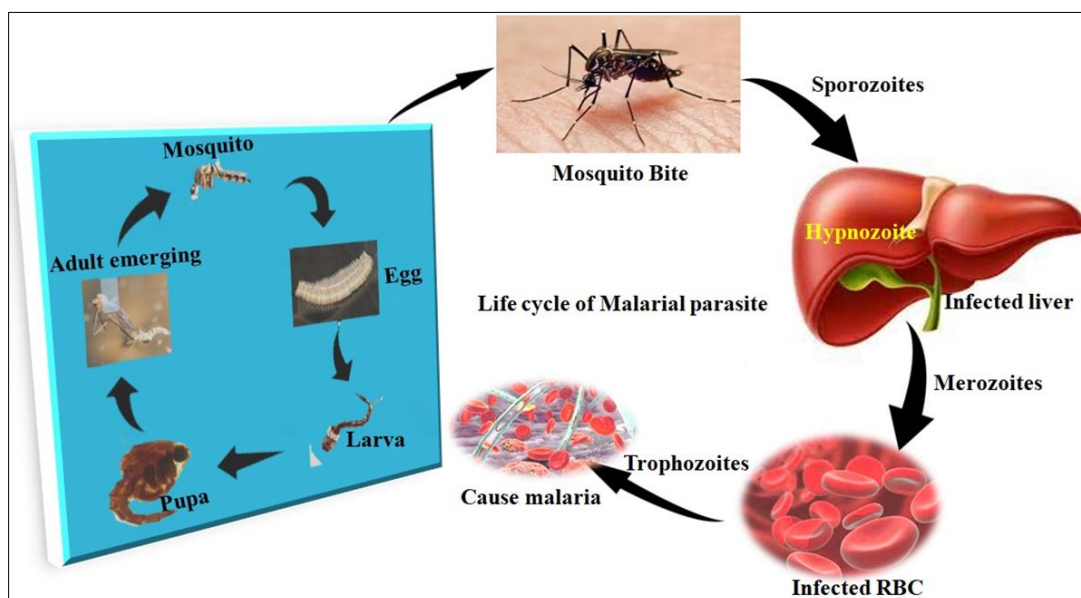 Mosquito
Adult emerging
Egg
Larva
Pupa
Mosquito Bite
Sporozoites
Hypnozoite
Infected liver
Life cycle of Malarial parasite
Merozoites
Trophozoites
Cause malaria
Infected RBC